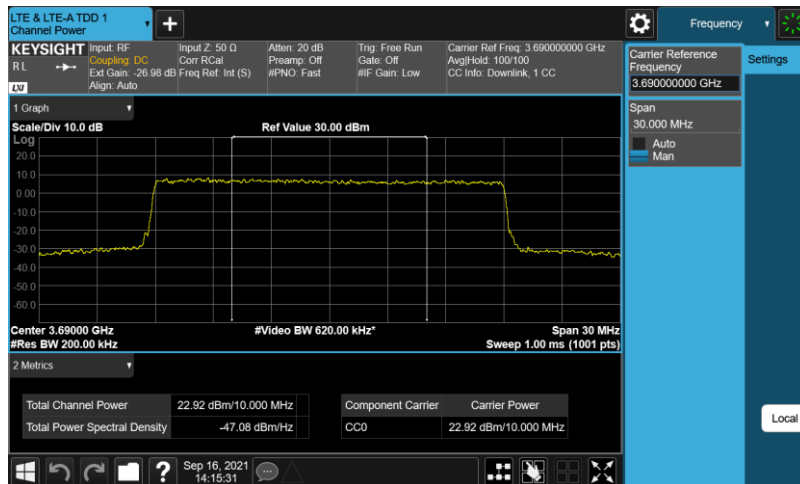 LTE & LTE-A TDD 1
Channel Power
Frequency
KEYSIGHT
R L
LXI
Input: RF
Coupling: DC
Ext Gain: -26.98 dB
Align: Auto
Input Z: 50 Ω
Corr RCal
Freq Ref: Int (S)
Atten: 20 dB
Preamp: Off
#PNO: Fast
Trig: Free Run
Gate: Off
#IF Gain: Low
Carrier Ref Freq: 3.690000000 GHz
Avg|Hold: 100/100
CC Info: Downlink, 1 CC
Carrier Reference
Frequency
3.690000000 GHz
Settings
Span
30.000 MHz
Auto
Man
1 Graph
Scale/Div 10.0 dB
Ref Value 30.00 dBm
Log
20.0
10.0
0.00
-10.0
-20.0
-30.0
-40.0
-50.0
-60.0
Center 3.69000 GHz
#Video BW 620.00 kHz*
Span 30 MHz
#Res BW 200.00 kHz
Sweep 1.00 ms (1001 pts)
2 Metrics
Total Channel Power 22.92 dBm/10.000 MHz
Total Power Spectral Density -47.08 dBm/Hz
Component Carrier Carrier Power
CC0 22.92 dBm/10.000 MHz
Local
?
Sep 16, 2021
14:15:31